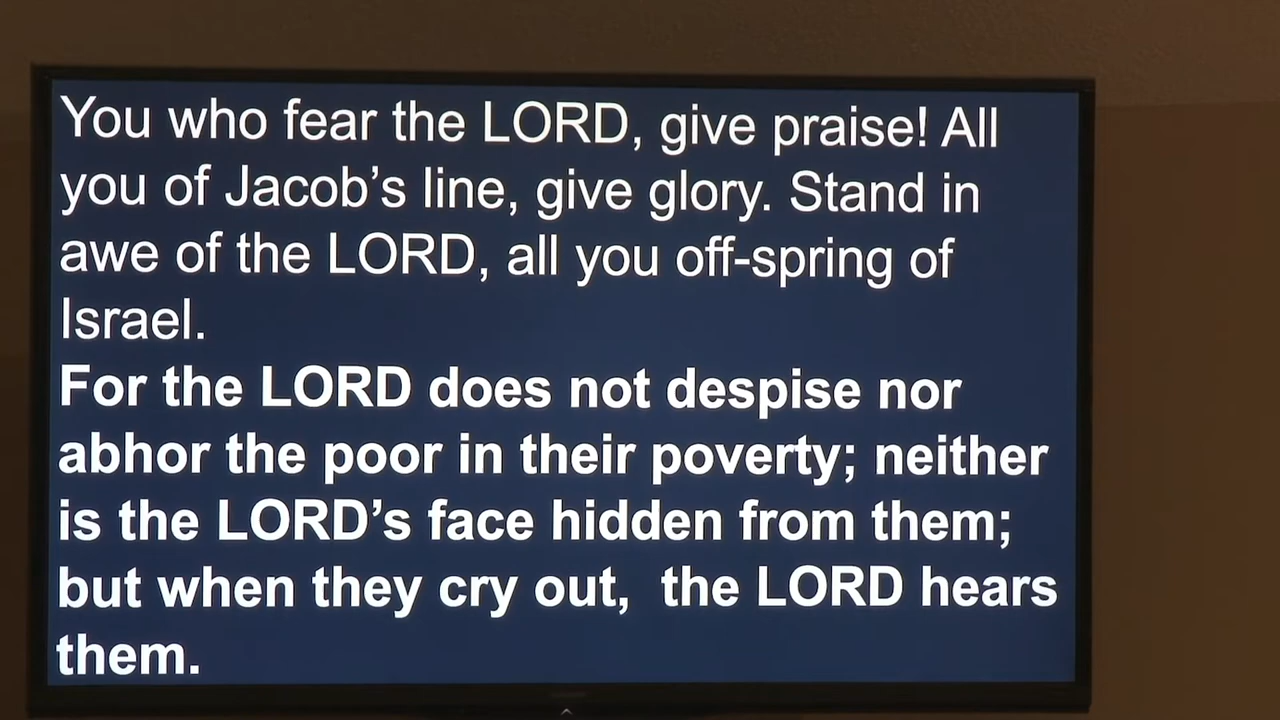 You who fear the LORD, give praise! All
you of Jacob’s line, give glory. Stand in
awe of the LORD, all you off-spring of
Israel.
For the LORD does not despise nor
abhor the poor in their poverty; neither
is the LORD’s face hidden from them;
but when they cry out,  the LORD hears
them.